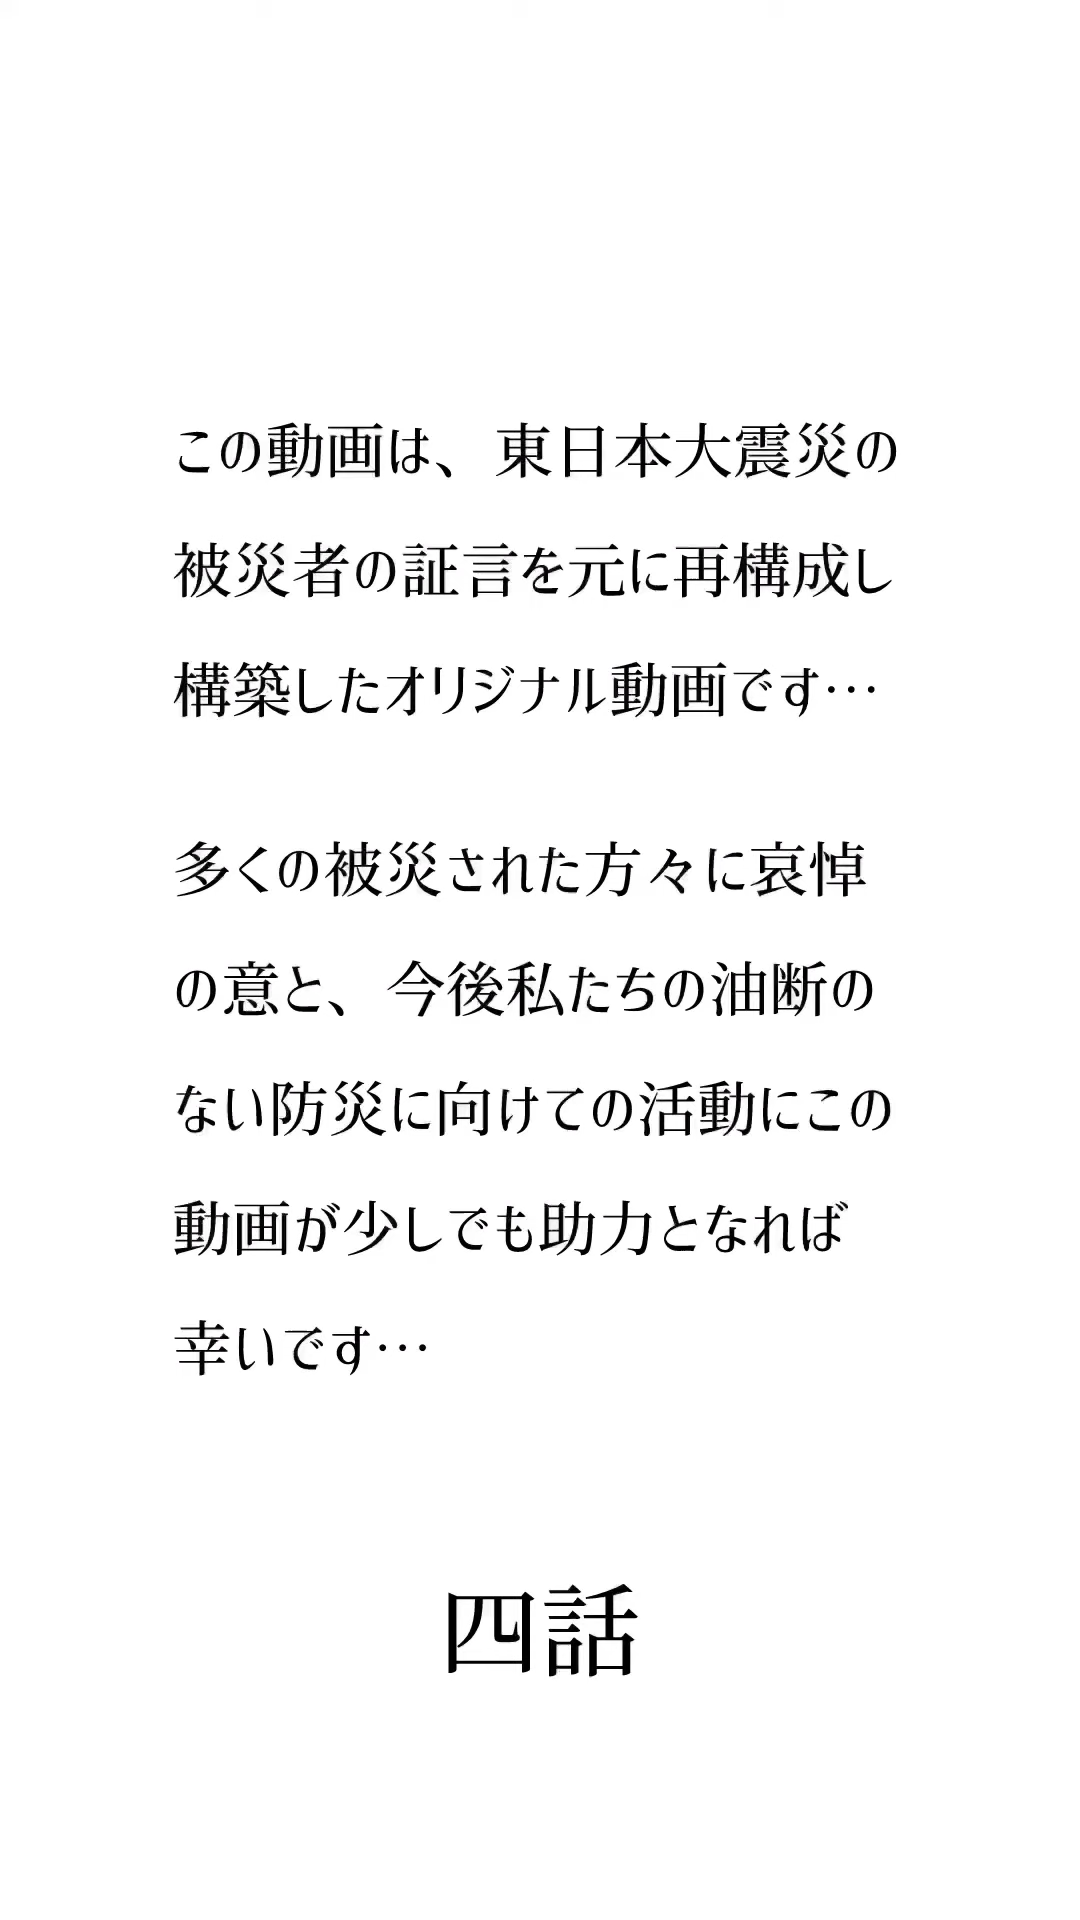 この動画は、東日本大震災の
被災者の証言を元に再構成し
構築したオリジナル動画です…
多くの被災された方々に哀悼
の意と、今後私たちの油断の
ない防災に向けての活動にこの
動画が少しでも助力となれば
幸いです…
四話